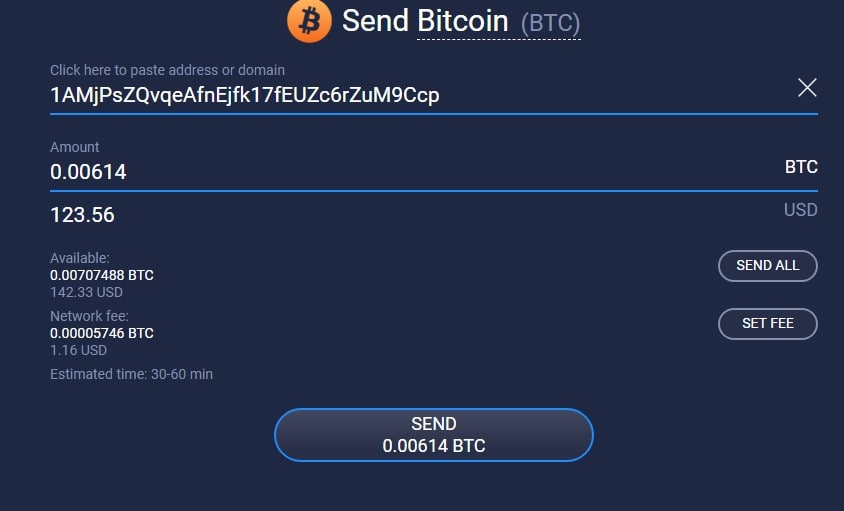 Send Bitcoin (BTC)
Click here to paste address or domain
1AMjPsZQvqeAfnEjfk17fEUZc6rZuM9Ccp
Amount
0.00614 BTC
123.56 USD
Available:
0.00707488 BTC
142.33 USD
SEND ALL
Network fee:
0.00005746 BTC
1.16 USD
SET FEE
Estimated time: 30-60 min
SEND
0.00614 BTC